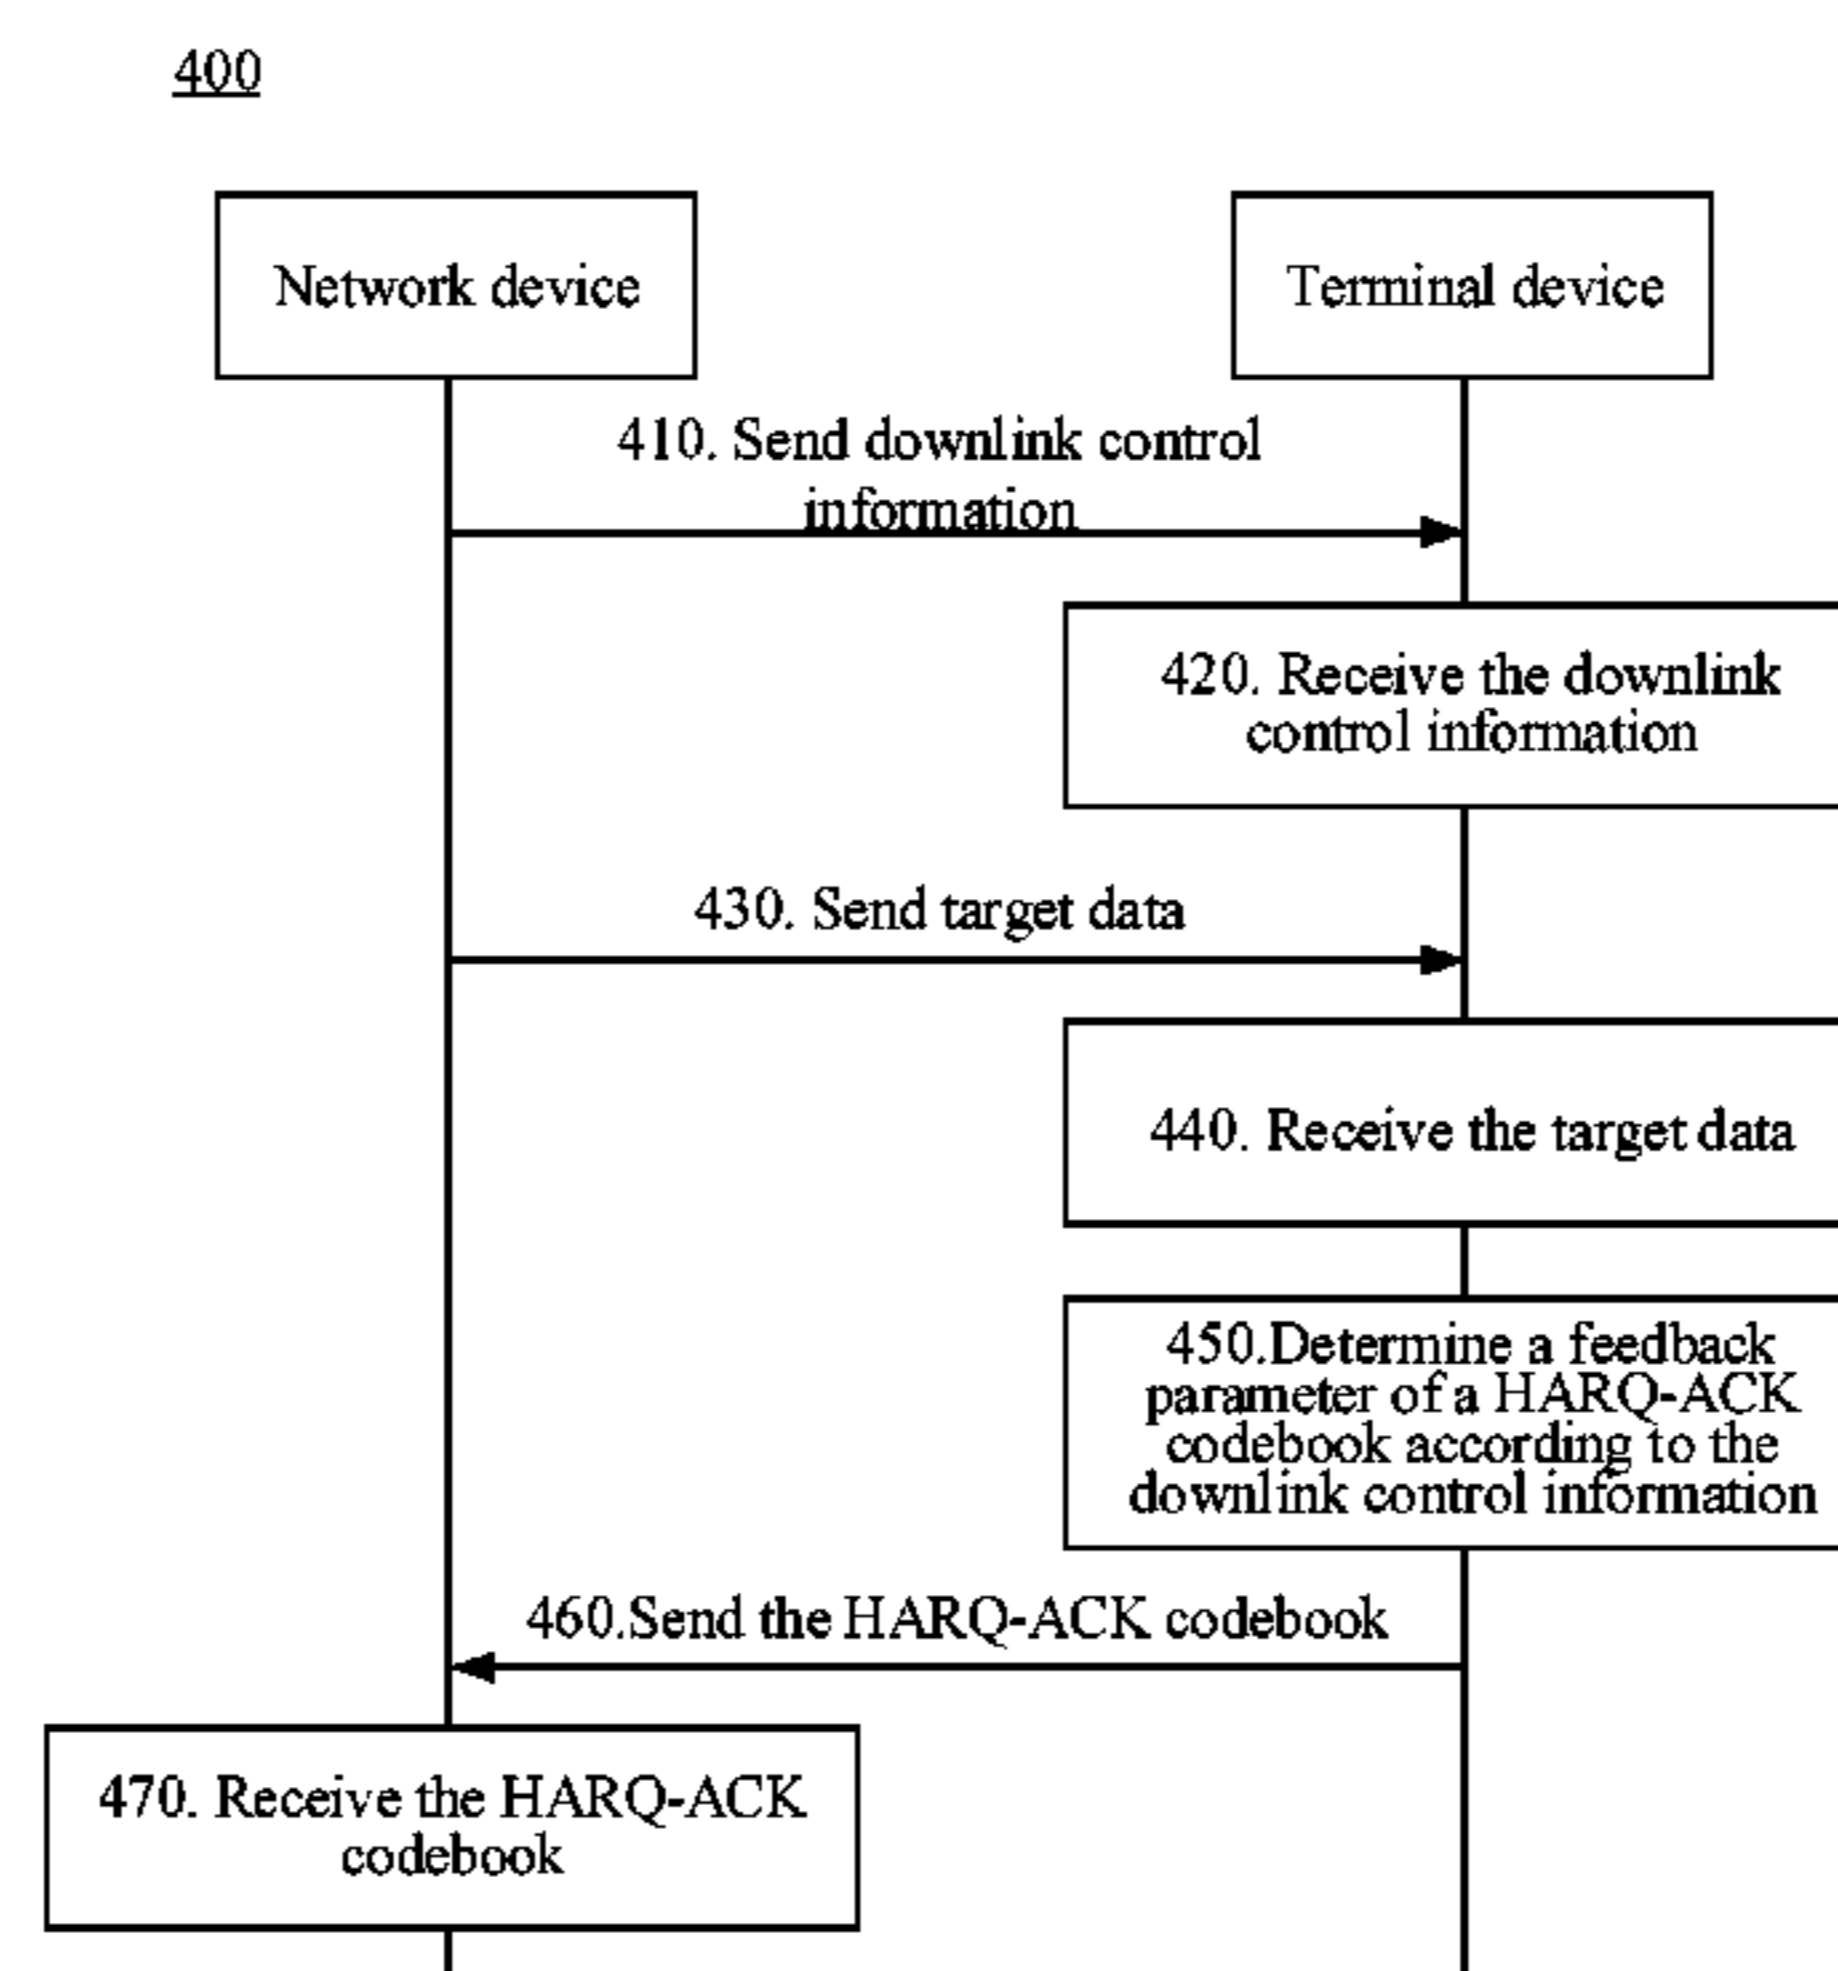 400
Network device
Terminal device
410. Send downlink control
information
420. Receive the downlink
control information
430. Send target data
440. Receive the target data
450.Determine a feedback
parameter of a HARQ-ACK
codebook according to the
downlink control information
460.Send the HARQ-ACK codebook
470. Receive the HARQ-ACK
codebook